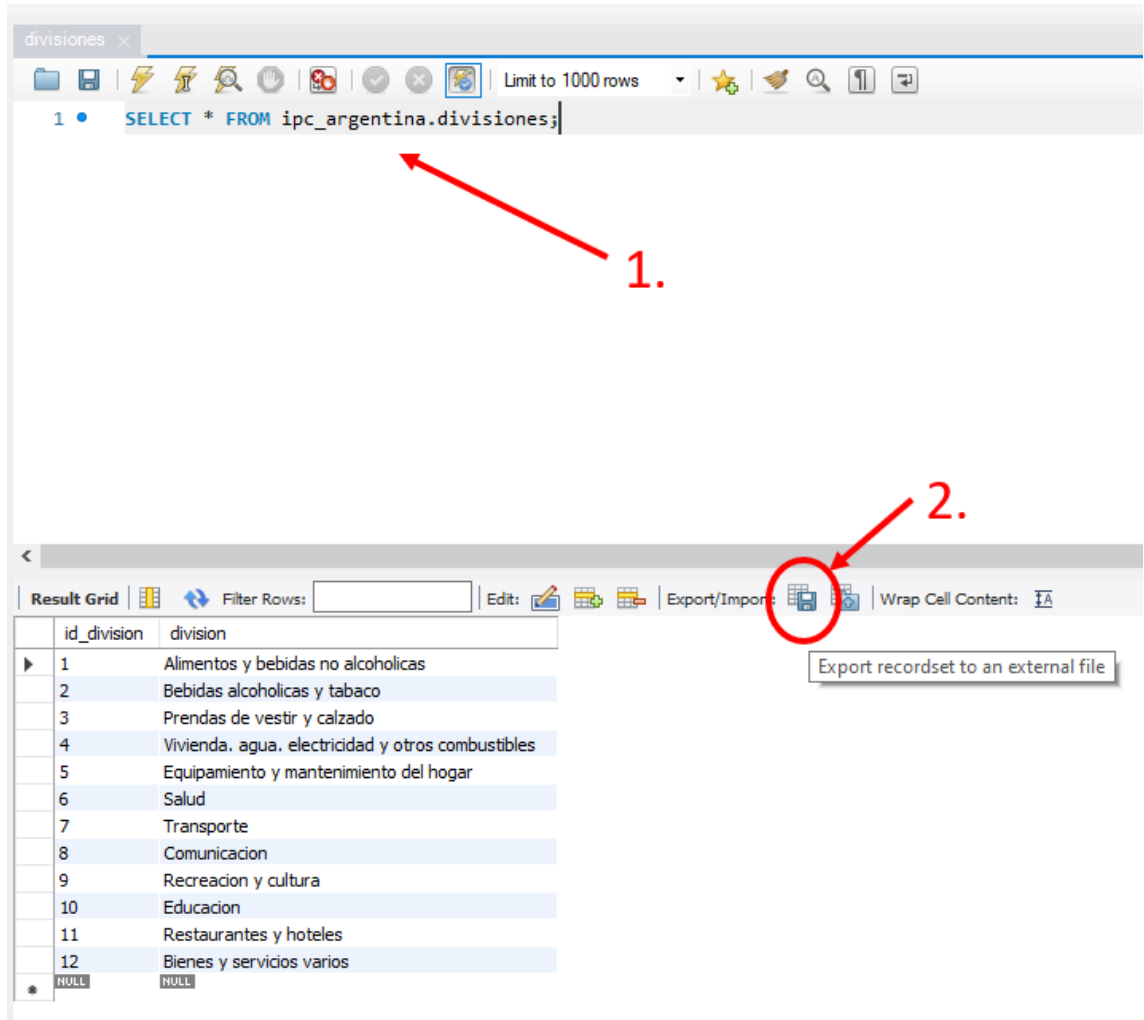 divisiones
Limit to 1000 rows
1 SELECT * FROM ipc_argentina.divisiones;
1.
2.
Result Grid Filter Rows: Edit: Export/Import: Wrap Cell Content:
Export recordset to an external file
id_division division
1 Alimentos y bebidas no alcoholicas
2 Bebidas alcoholicas y tabaco
3 Prendas de vestir y calzado
4 Vivienda. agua. electricidad y otros combustibles
5 Equipamiento y mantenimiento del hogar
6 Salud
7 Transporte
8 Comunicacion
9 Recreacion y cultura
10 Educacion
11 Restaurantes y hoteles
12 Bienes y servicios varios
NULL NULL